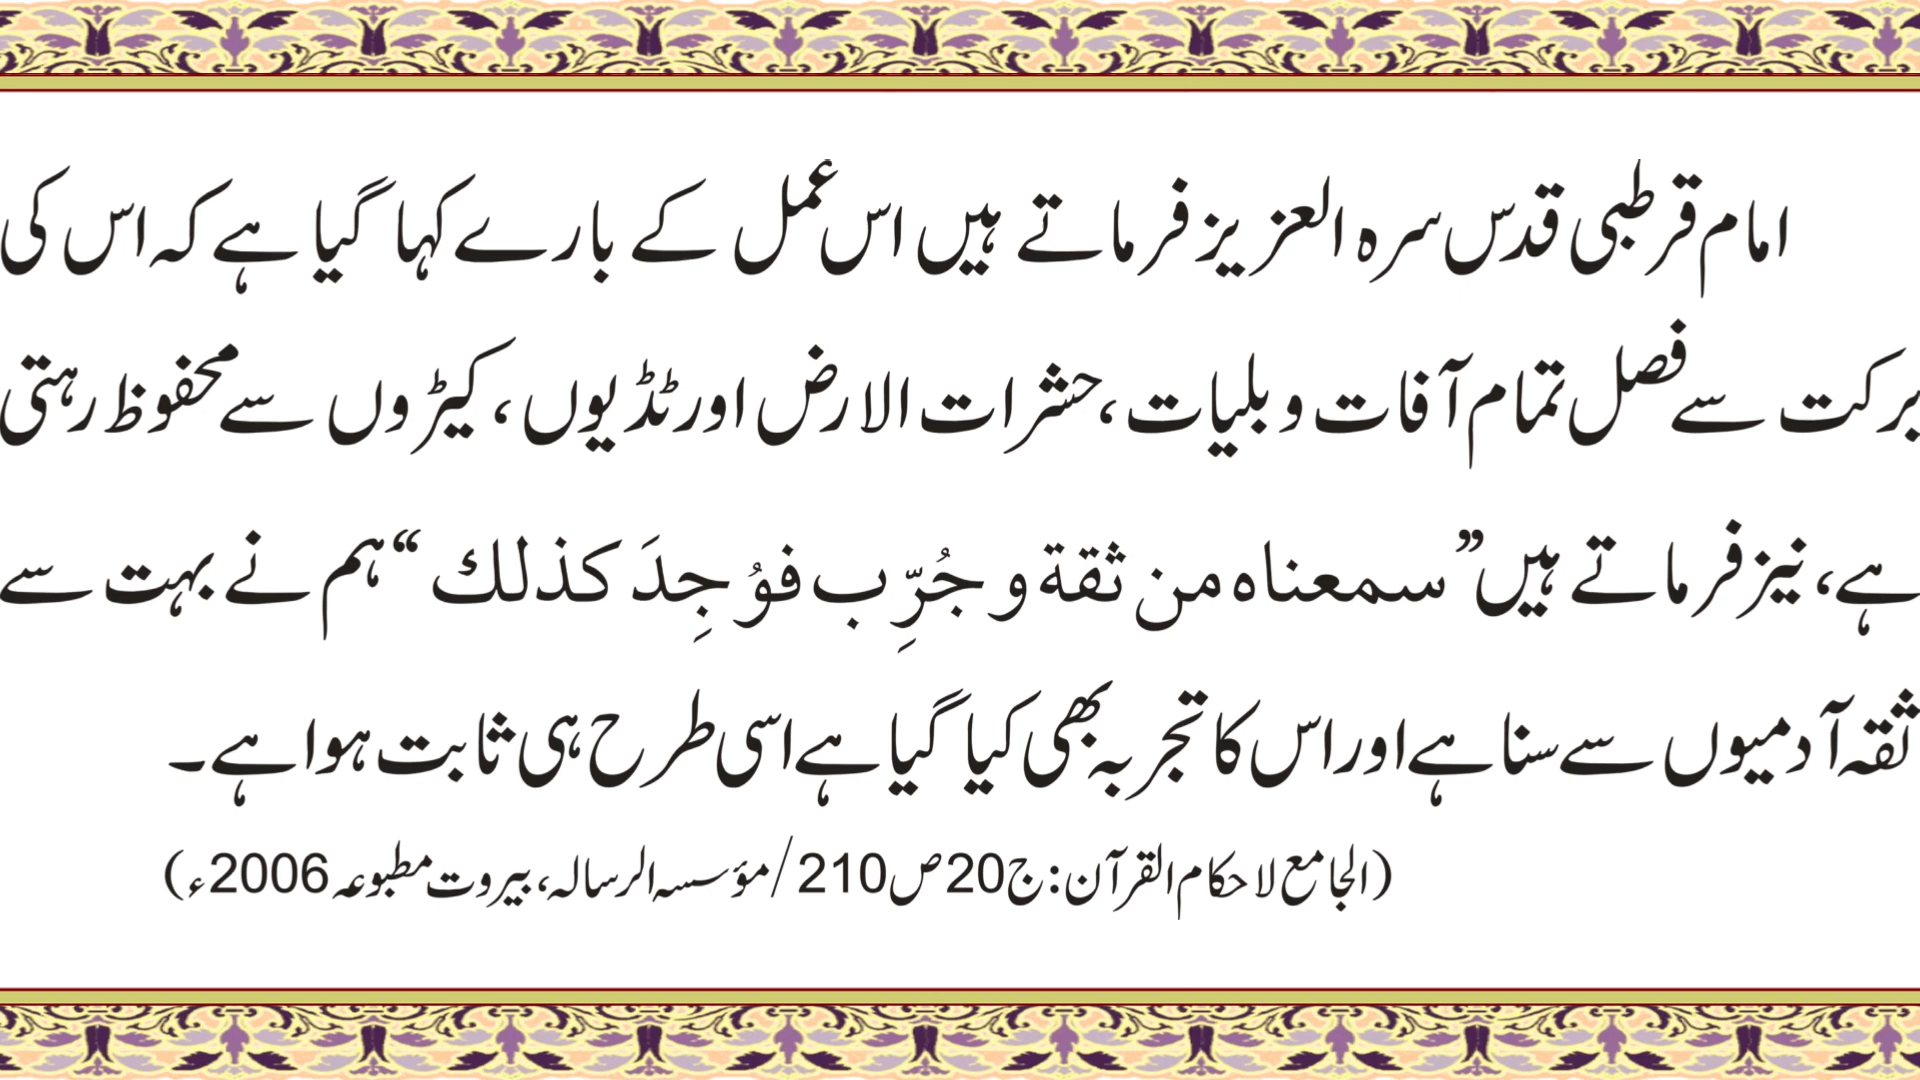 امام قرطبی قدس سرہ العزیز فرماتے ہیں اس عمل کے بارے کہا گیا ہے کہ اس کی
برکت سے فصل تمام آفات و بلیات، حشرات الارض اور ٹڈیوں، کیڑوں سے محفوظ رہتی
ہے، نیز فرماتے ہیں ”سمعناه من ثقة و جُرِّب فوُجِدَ كذلك“ ہم نے بہت سے
ثقہ آدمیوں سے سنا ہے اور اس کا تجربہ بھی کیا گیا ہے اسی طرح ہی ثابت ہوا ہے۔
(الجامع لاحکام القرآن: ج20 ص210/مؤسسہ الرسالہ، بیروت مطبوعہ 2006ء)